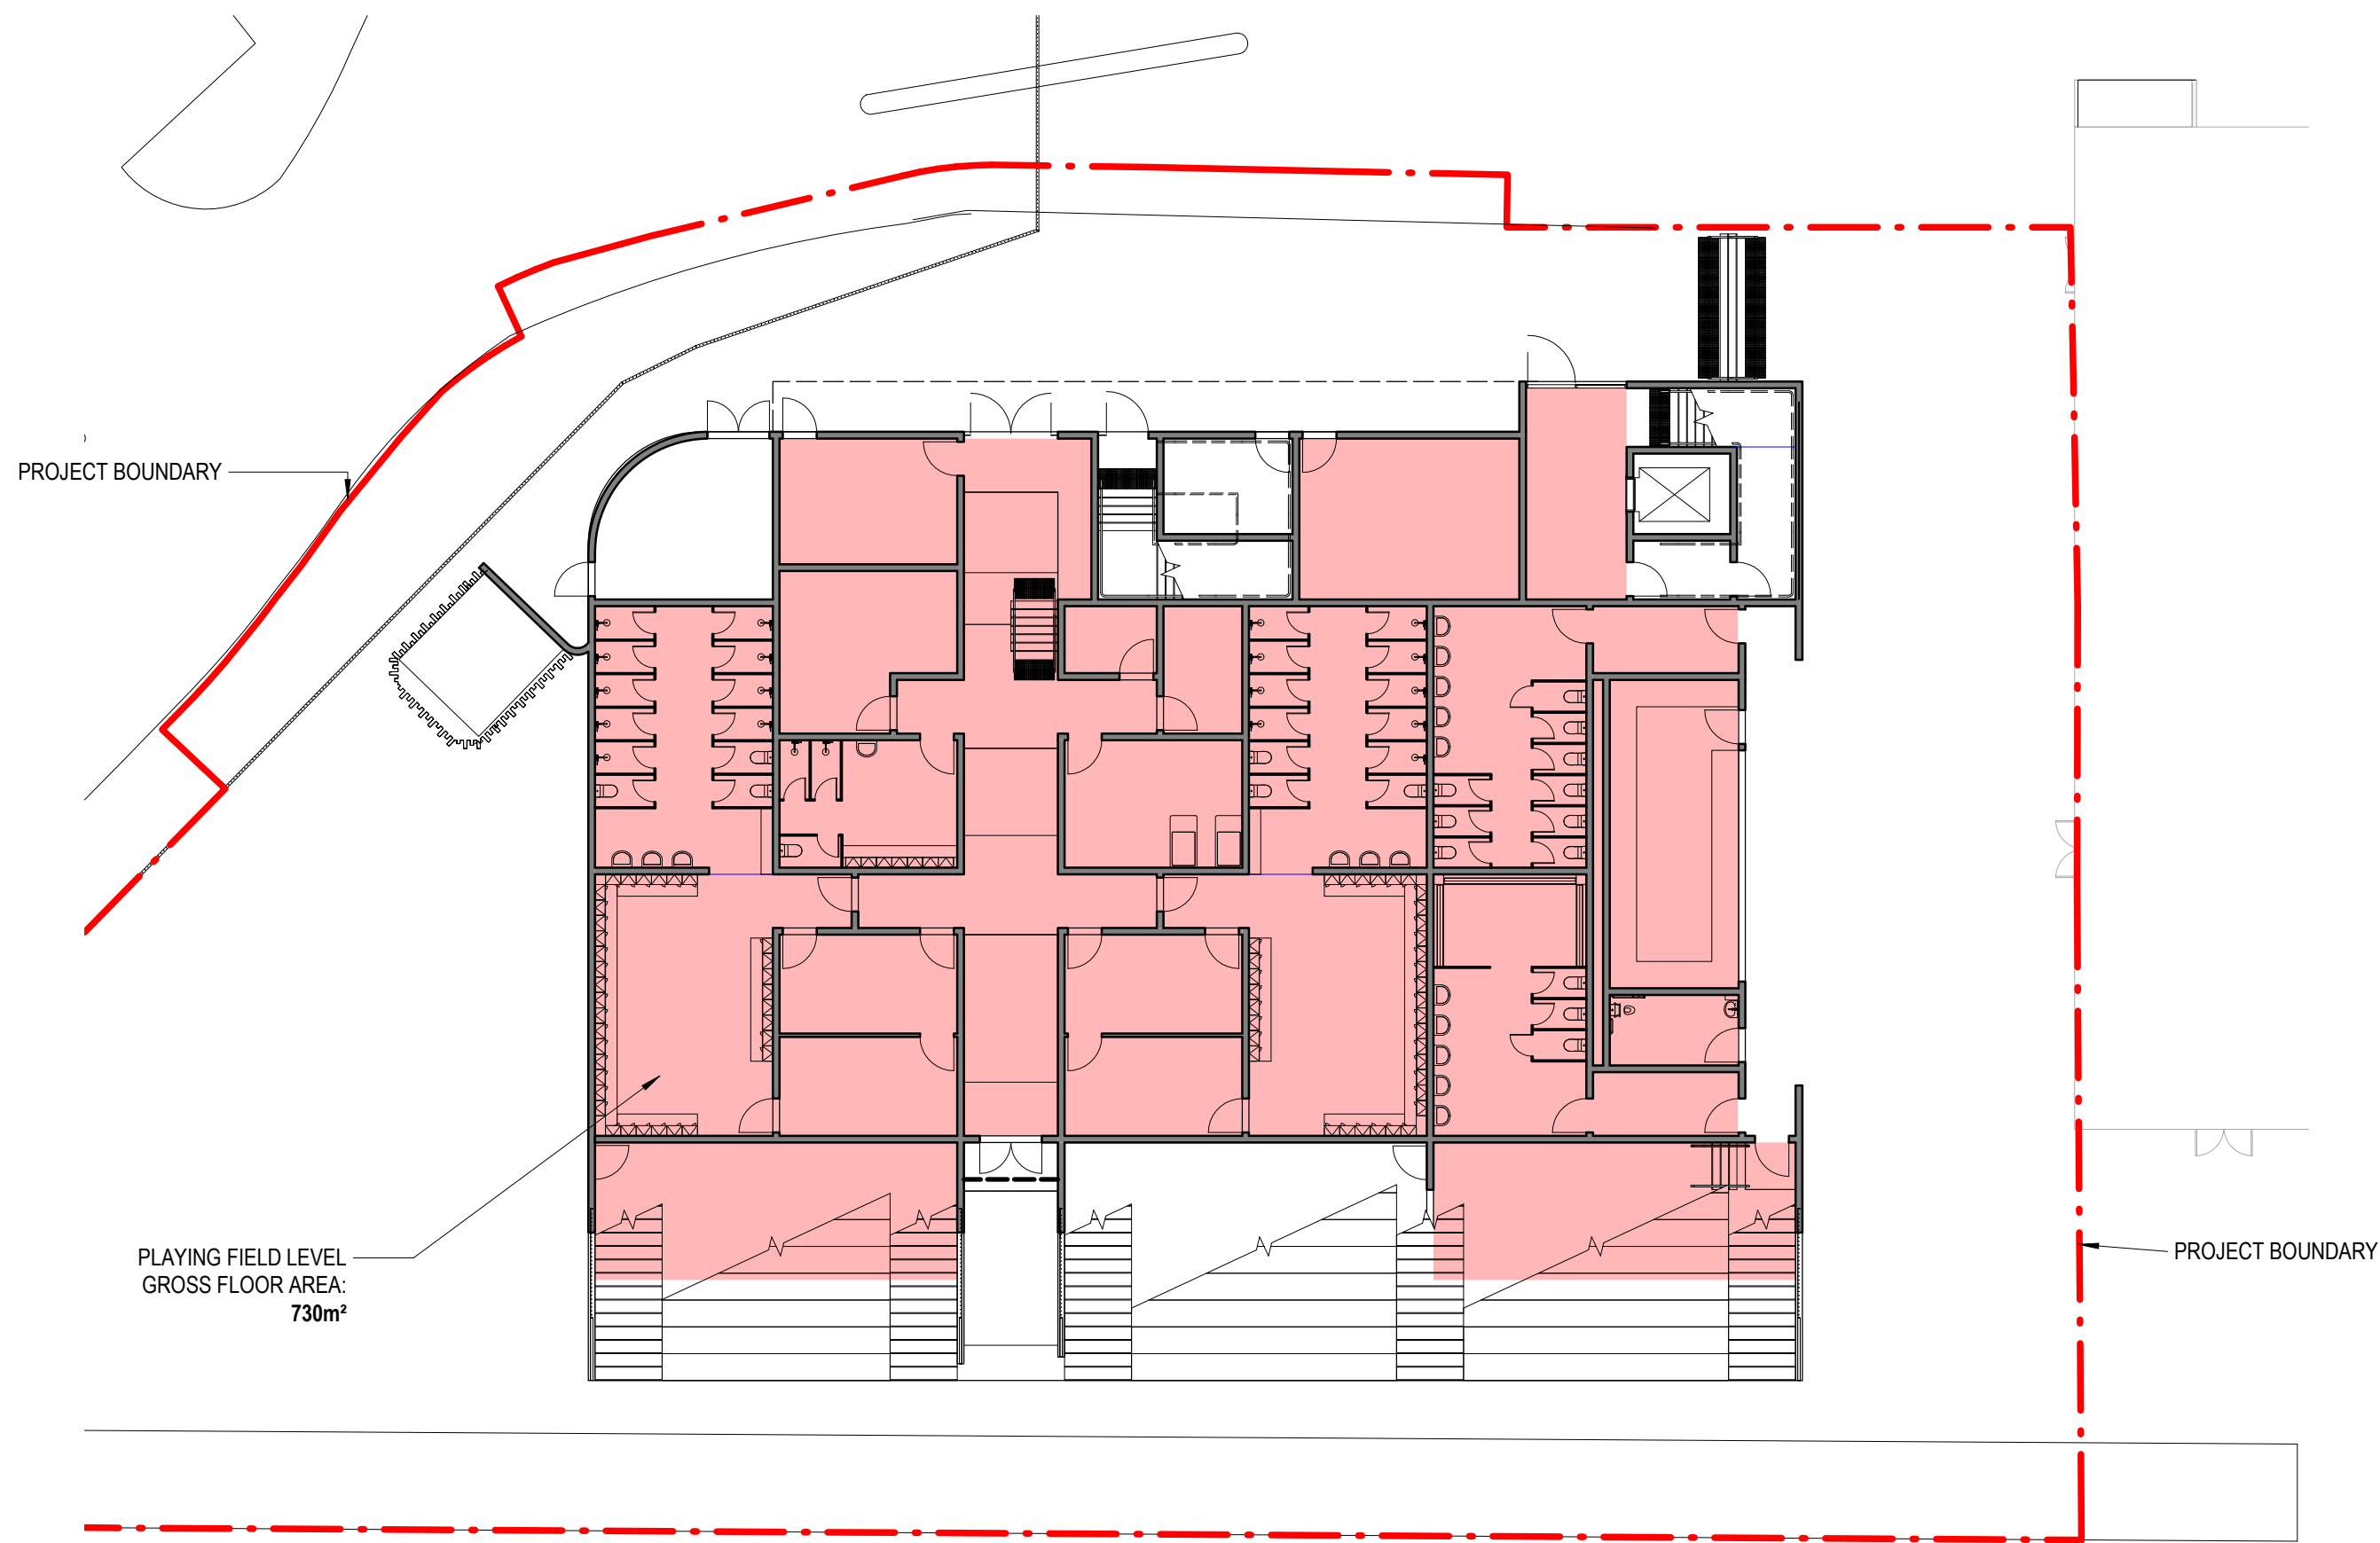 PROJECT BOUNDARY
PLAYING FIELD LEVEL
GROSS FLOOR AREA:
730m²
PROJECT BOUNDARY